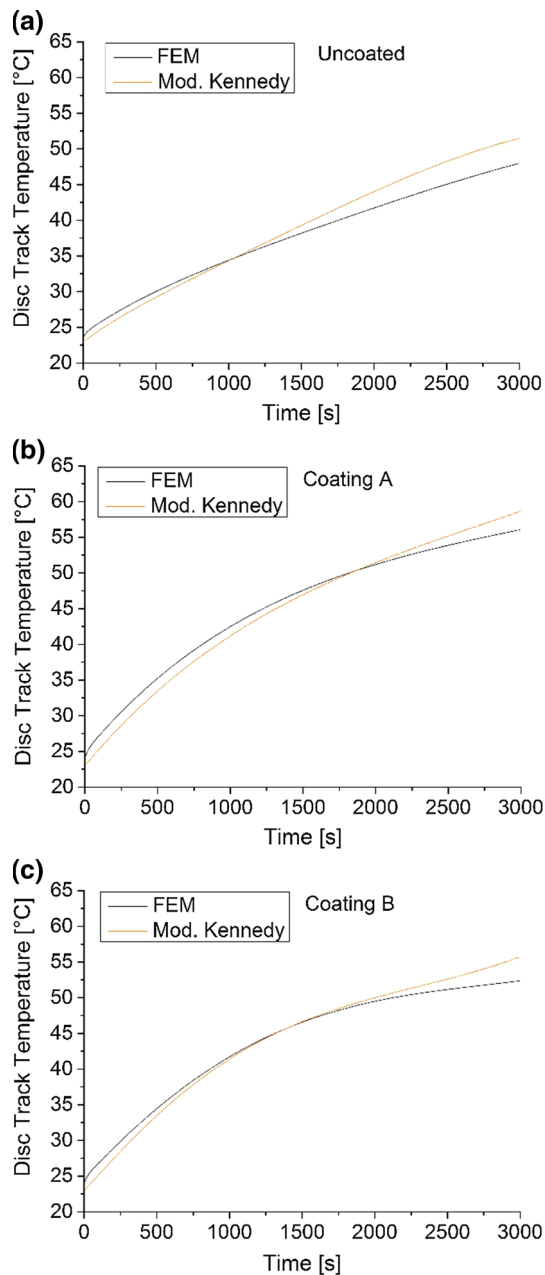 (a)
FEM
Mod. Kennedy
Uncoated
Disc Track Temperature [°C]
65
60
55
50
45
40
35
30
25
20
0 500 1000 1500 2000 2500 3000
Time [s]
(b)
FEM
Mod. Kennedy
Coating A
Disc Track Temperature [°C]
65
60
55
50
45
40
35
30
25
20
0 500 1000 1500 2000 2500 3000
Time [s]
(c)
FEM
Mod. Kennedy
Coating B
Disc Track Temperature [°C]
65
60
55
50
45
40
35
30
25
20
0 500 1000 1500 2000 2500 3000
Time [s]